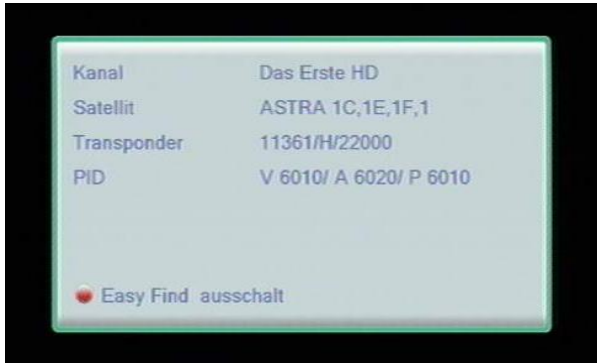 Kanal Das Erste HD
Satellit ASTRA 1C,1E,1F,1
Transponder 11361/H/22000
PID V 6010/ A 6020/ P 6010
Easy Find ausschalt